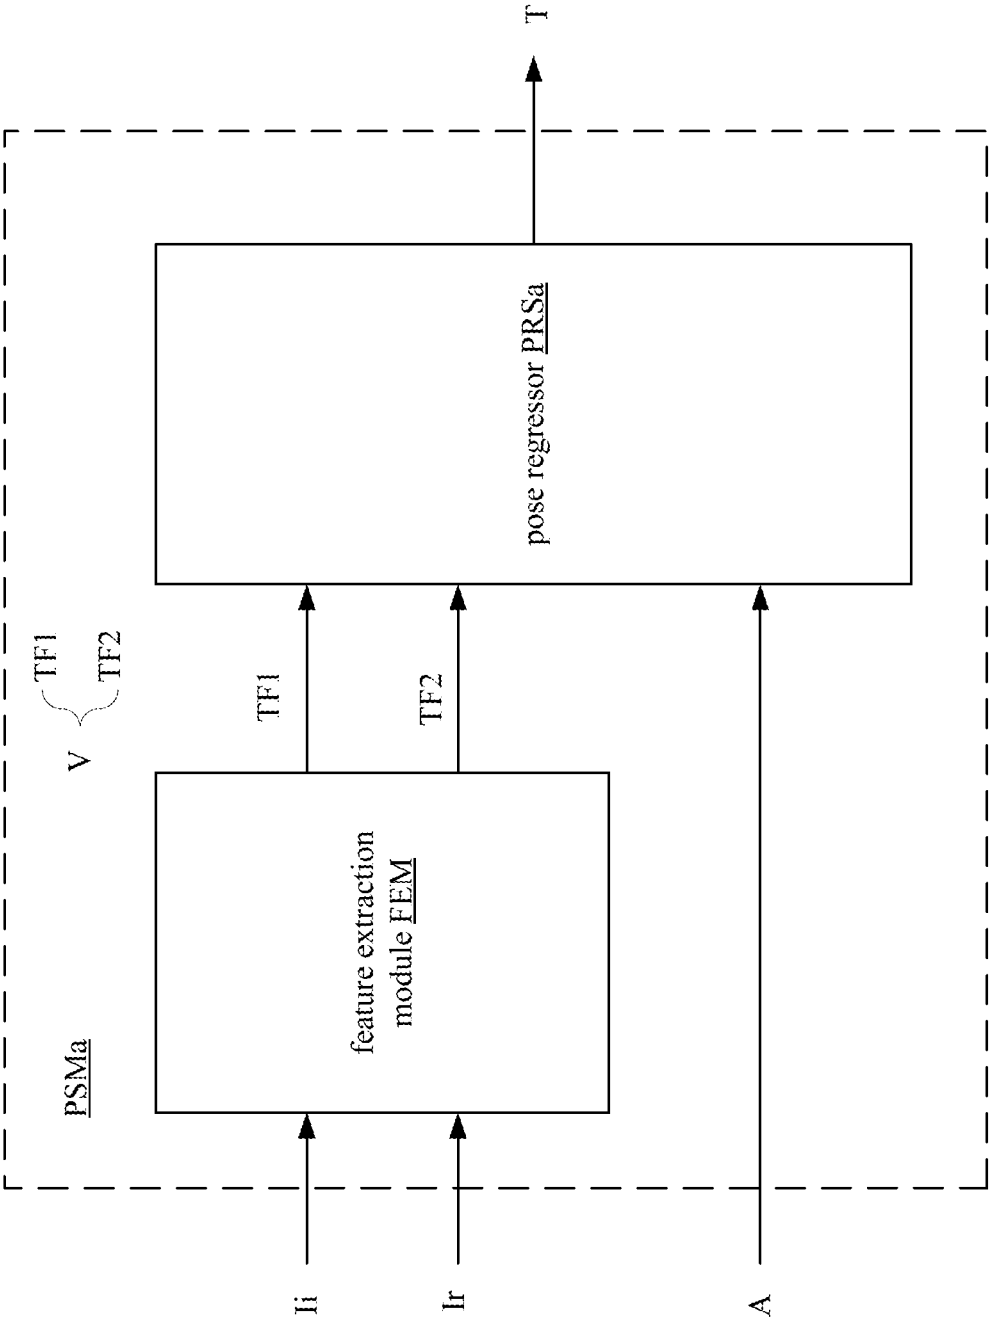 PSMa
V
TF1
TF2
Ii
Ir
A
feature extraction
module FEM
TF1
TF2
pose regressor PRSa
T